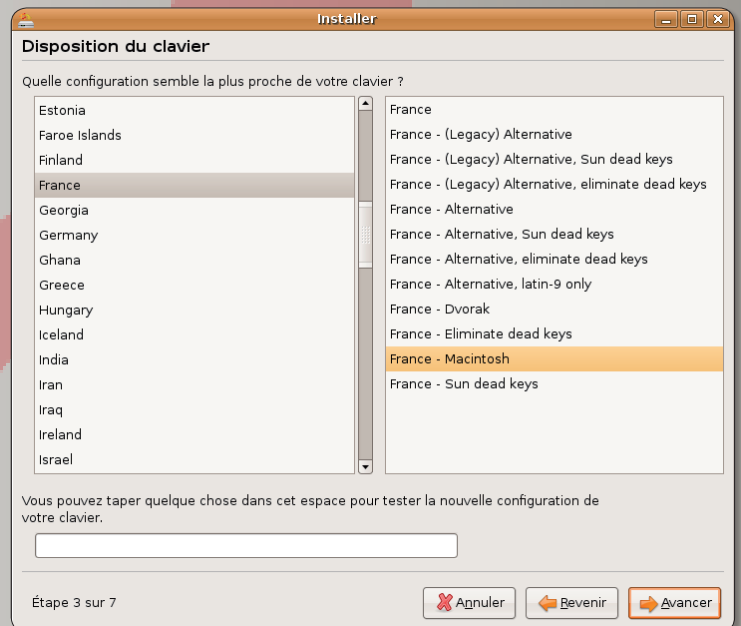 Installer
Disposition du clavier
Quelle configuration semble la plus proche de votre clavier ?
Estonia
Faroe Islands
Finland
France
Georgia
Germany
Ghana
Greece
Hungary
Iceland
India
Iran
Iraq
Ireland
Israel
France
France - (Legacy) Alternative
France - (Legacy) Alternative, Sun dead keys
France - (Legacy) Alternative, eliminate dead keys
France - Alternative
France - Alternative, Sun dead keys
France - Alternative, eliminate dead keys
France - Alternative, latin-9 only
France - Dvorak
France - Eliminate dead keys
France - Macintosh
France - Sun dead keys
Vous pouvez taper quelque chose dans cet espace pour tester la nouvelle configuration de
votre clavier.
Étape 3 sur 7
Annuler
Revenir
Avancer